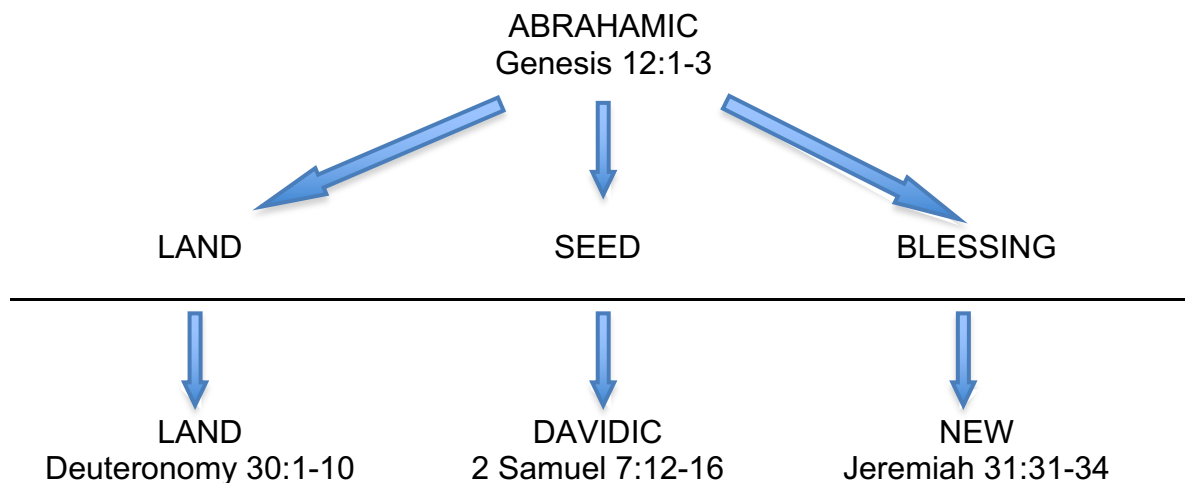 ABRAHAMIC
Genesis 12:1-3
LAND
SEED
BLESSING
LAND
Deuteronomy 30:1-10
DAVIDIC
2 Samuel 7:12-16
NEW
Jeremiah 31:31-34